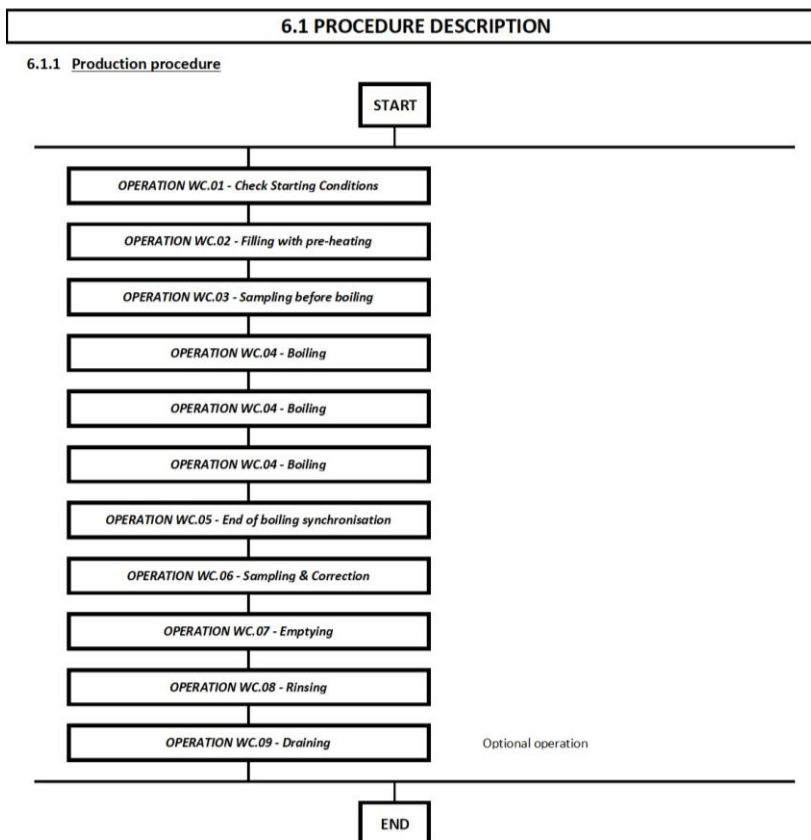 6.1 PROCEDURE DESCRIPTION
6.1.1 Production procedure
START
OPERATION WC.01 - Check Starting Conditions
OPERATION WC.02 - Filling with pre-heating
OPERATION WC.03 - Sampling before boiling
OPERATION WC.04 - Boiling
OPERATION WC.04 - Boiling
OPERATION WC.04 - Boiling
OPERATION WC.05 - End of boiling synchronisation
OPERATION WC.06 - Sampling & Correction
OPERATION WC.07 - Emptying
OPERATION WC.08 - Rinsing
OPERATION WC.09 - Draining Optional operation
END